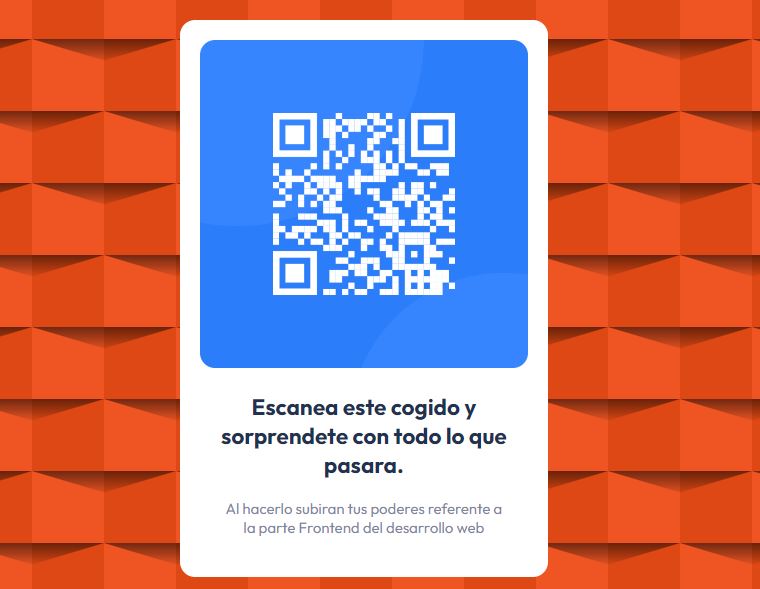 Escanea este cogido y
sorprendete con todo lo que
pasara.
Al hacerlo subiran tus poderes referente a
la parte Frontend del desarrollo web